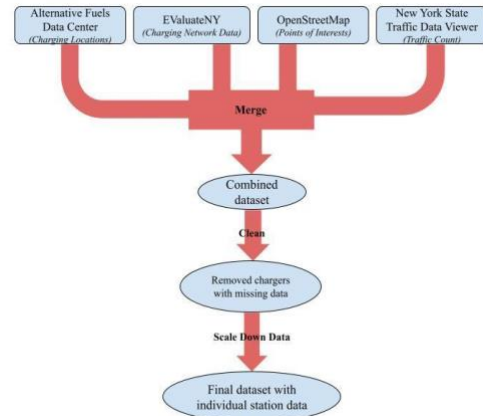 Alternative Fuels
Data Center
(Charging Locations)
EValuateNY
(Charging Network Data)
OpenStreetMap
(Points of Interests)
New York State
Traffic Data Viewer
(Traffic Count)
Merge
Combined
dataset
Clean
Removed chargers
with missing data
Scale Down Data
Final dataset with
individual station data